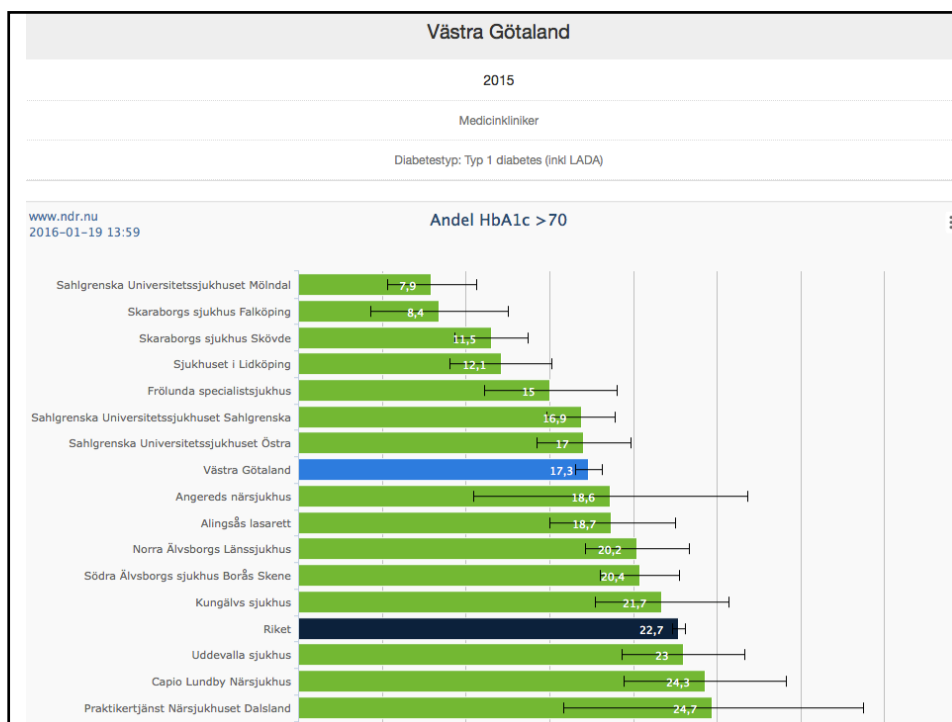 Västra Götaland
2015
Medicinkliniker
Diabetestyp: Typ 1 diabetes (inkl LADA)
www.ndr.nu
2016-01-19 13:59
Andel HbA1c >70
Sahlgrenska Universitetssjukhuset Mölndal 7,9
Skaraborgs sjukhus Falköping 8,4
Skaraborgs sjukhus Skövde 11,5
Sjukhuset i Lidköping 12,1
Frölunda specialistsjukhus 15
Sahlgrenska Universitetssjukhuset Sahlgrenska 16,9
Sahlgrenska Universitetssjukhuset Östra 17
Västra Götaland 17,3
Angereds närsjukhus 18,6
Alingsås lasarett 18,7
Norra Älvsborgs Länssjukhus 20,2
Södra Älvsborgs sjukhus Borås Skene 20,4
Kungälvs sjukhus 21,7
Riket 22,7
Uddevalla sjukhus 23
Capio Lundby Närsjukhus 24,3
Praktikertjänst Närsjukhuset Dalsland 24,7